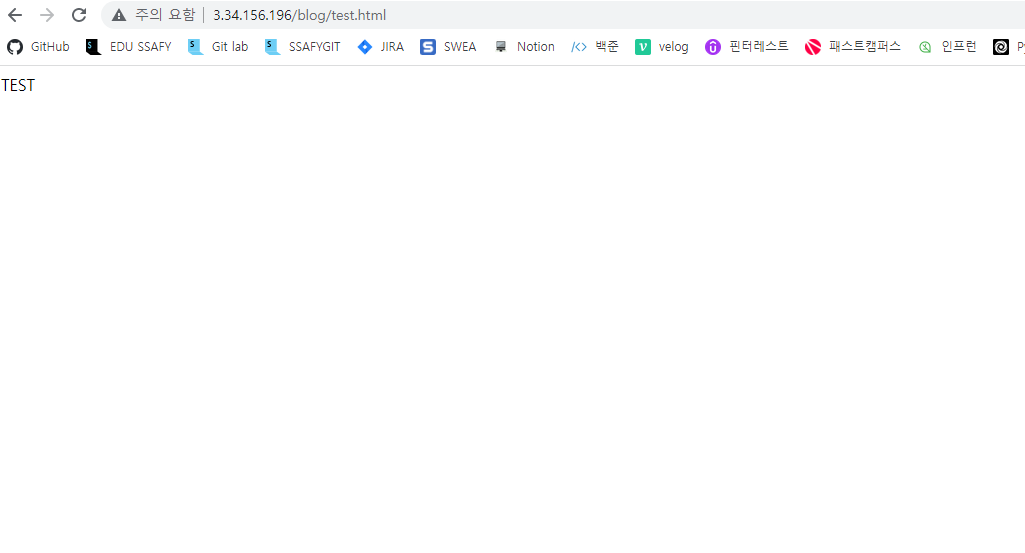 주의 요함 3.34.156.196/blog/test.html
GitHub EDU SSAFY Git lab SSAFYGIT JIRA SWEA Notion 백준 velog 핀터레스트 패스트캠퍼스 인프런
TEST